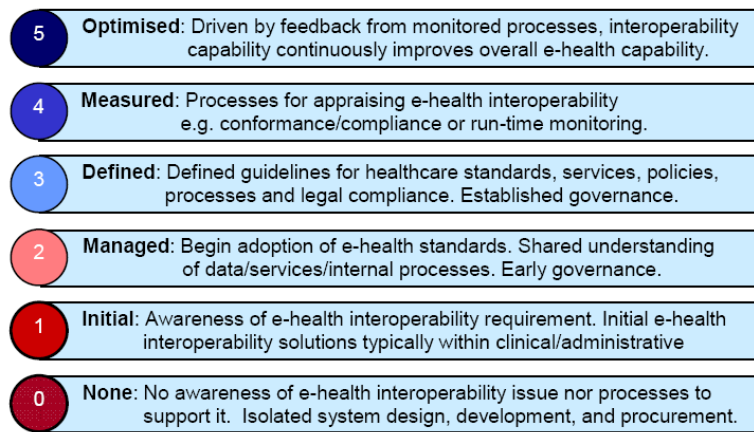 5
Optimised: Driven by feedback from monitored processes, interoperability
capability continuously improves overall e-health capability.
4
Measured: Processes for appraising e-health interoperability
e.g. conformance/compliance or run-time monitoring.
3
Defined: Defined guidelines for healthcare standards, services, policies,
processes and legal compliance. Established governance.
2
Managed: Begin adoption of e-health standards. Shared understanding
of data/services/internal processes. Early governance.
1
Initial: Awareness of e-health interoperability requirement. Initial e-health
interoperability solutions typically within clinical/administrative
0
None: No awareness of e-health interoperability issue nor processes to
support it. Isolated system design, development, and procurement.